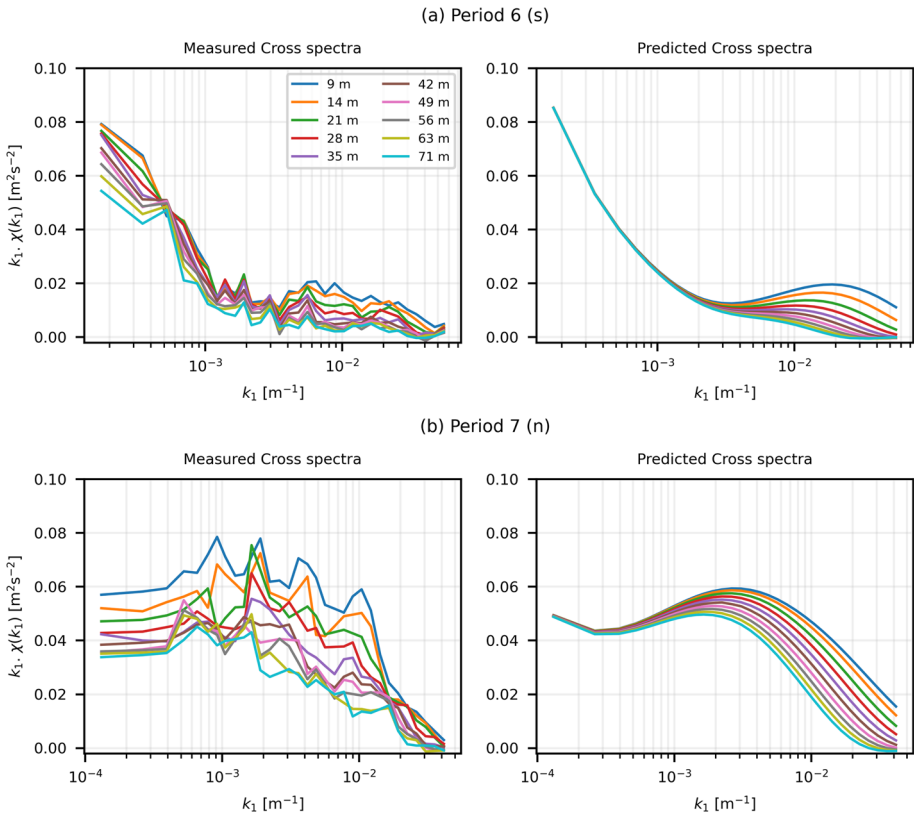 (a) Period 6 (s)
Measured Cross spectra
Predicted Cross spectra
0.10
0.08
0.06
0.04
0.02
0.00
k₁. χ(k₁) [m²s⁻²]
9 m
14 m
21 m
28 m
35 m
42 m
49 m
56 m
63 m
71 m
10⁻³
10⁻²
k₁ [m⁻¹]
0.10
0.08
0.06
0.04
0.02
0.00
10⁻³
10⁻²
k₁ [m⁻¹]
(b) Period 7 (n)
Measured Cross spectra
Predicted Cross spectra
0.10
0.08
0.06
0.04
0.02
0.00
k₁. χ(k₁) [m²s⁻²]
10⁻⁴
10⁻³
10⁻²
k₁ [m⁻¹]
0.10
0.08
0.06
0.04
0.02
0.00
10⁻⁴
10⁻³
10⁻²
k₁ [m⁻¹]